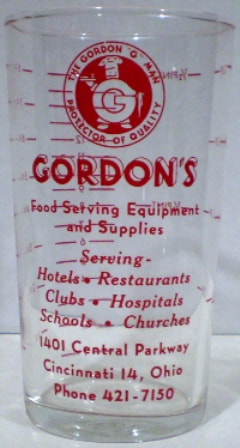 THE GORDON "G" MAN
G
PROTECTOR OF QUALITY
GORDON'S
Food Serving Equipment
and Supplies
Serving-
Hotels • Restaurants
Clubs • Hospitals
Schools • Churches
1401 Central Parkway
Cincinnati 14, Ohio
Phone 421-7150